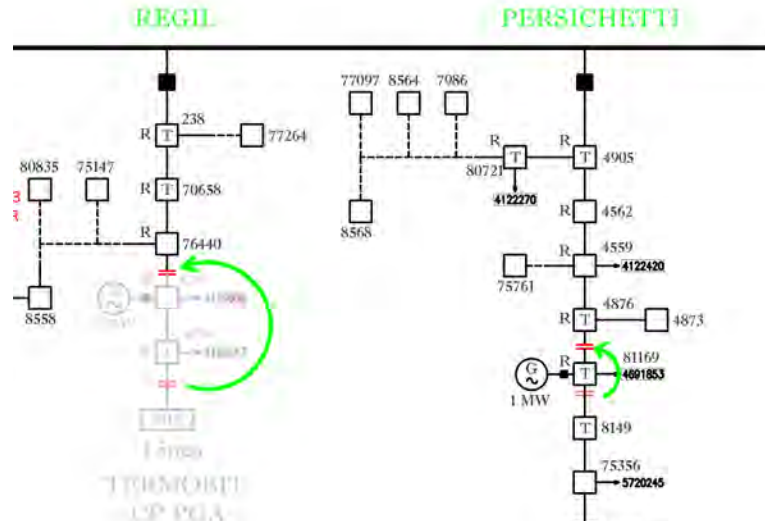 REGIL
PERSICHETTI
77097 8564 7986
238
R T
77264
R
R
T
T
4905
80721
4122270
80835 75147
R T 70658
R
4562
8568
R
76440
R
4559
4122420
75761
8558
4876
R T
4873
R
81169
G
T
4691853
1 MW
T 8149
75356
5720245